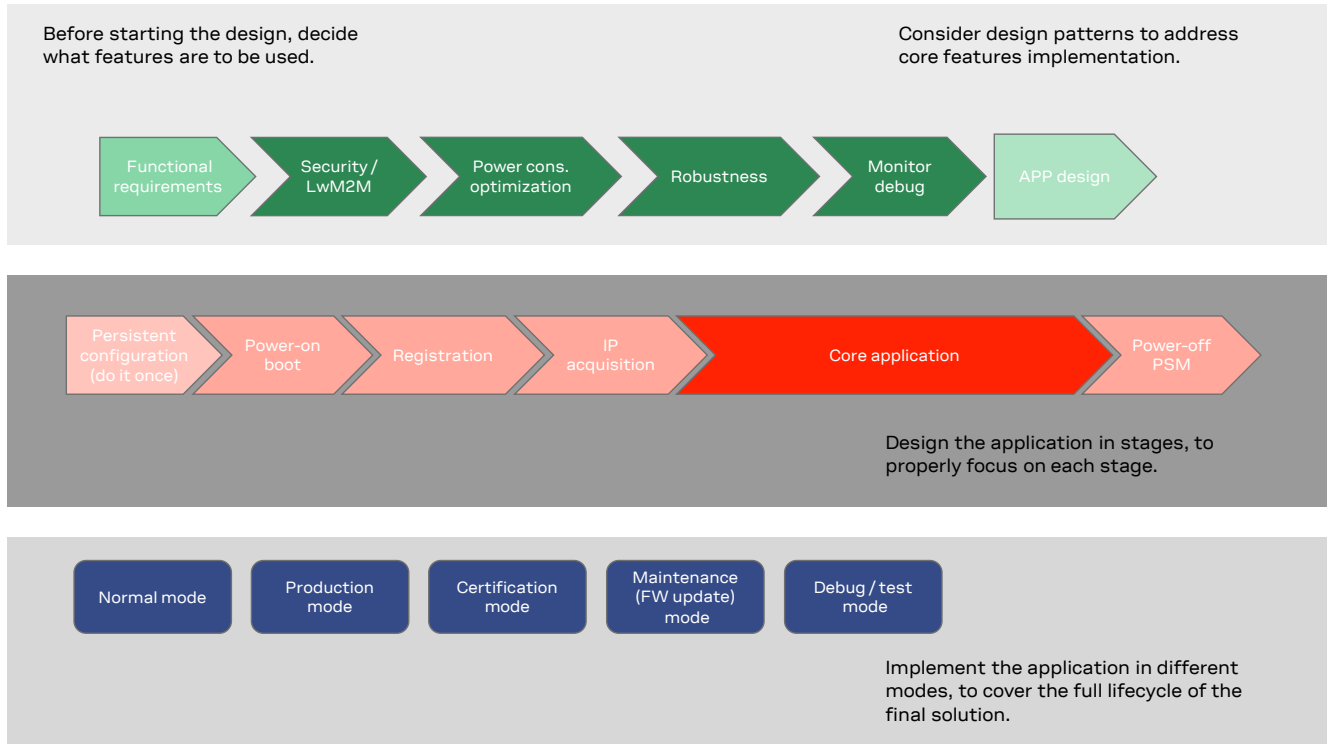 Before starting the design, decide
what features are to be used.
Consider design patterns to address
core features implementation.
Functional
requirements
Security /
LwM2M
Power cons.
optimization
Robustness
Monitor
debug
APP design
Persistent
configuration
(do it once)
Power-on
boot
Registration
IP
acquisition
Core application
Power-off
PSM
Design the application in stages, to
properly focus on each stage.
Normal mode
Production
mode
Certification
mode
Maintenance
(FW update)
mode
Debug / test
mode
Implement the application in different
modes, to cover the full lifecycle of the
final solution.